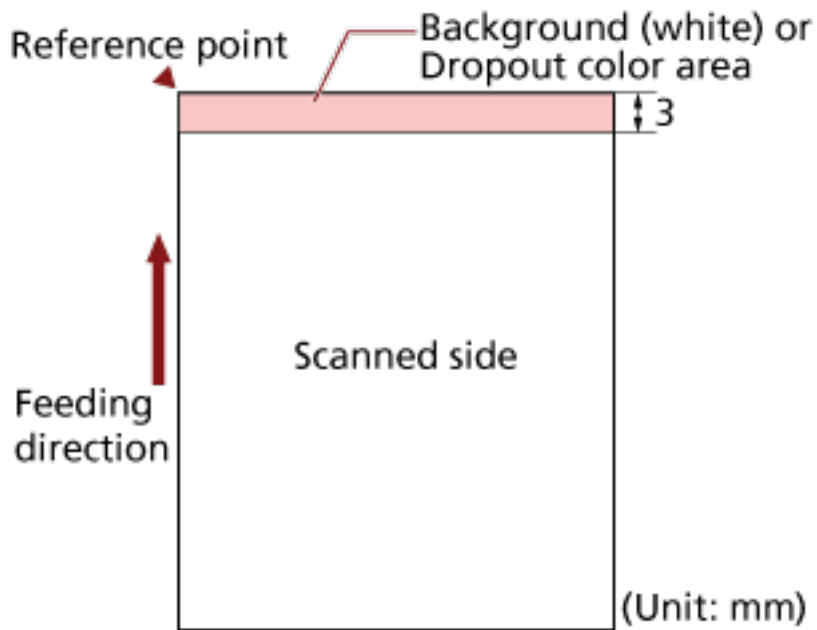 Reference point
Background (white) or
Dropout color area
3
Scanned side
Feeding
direction
(Unit: mm)